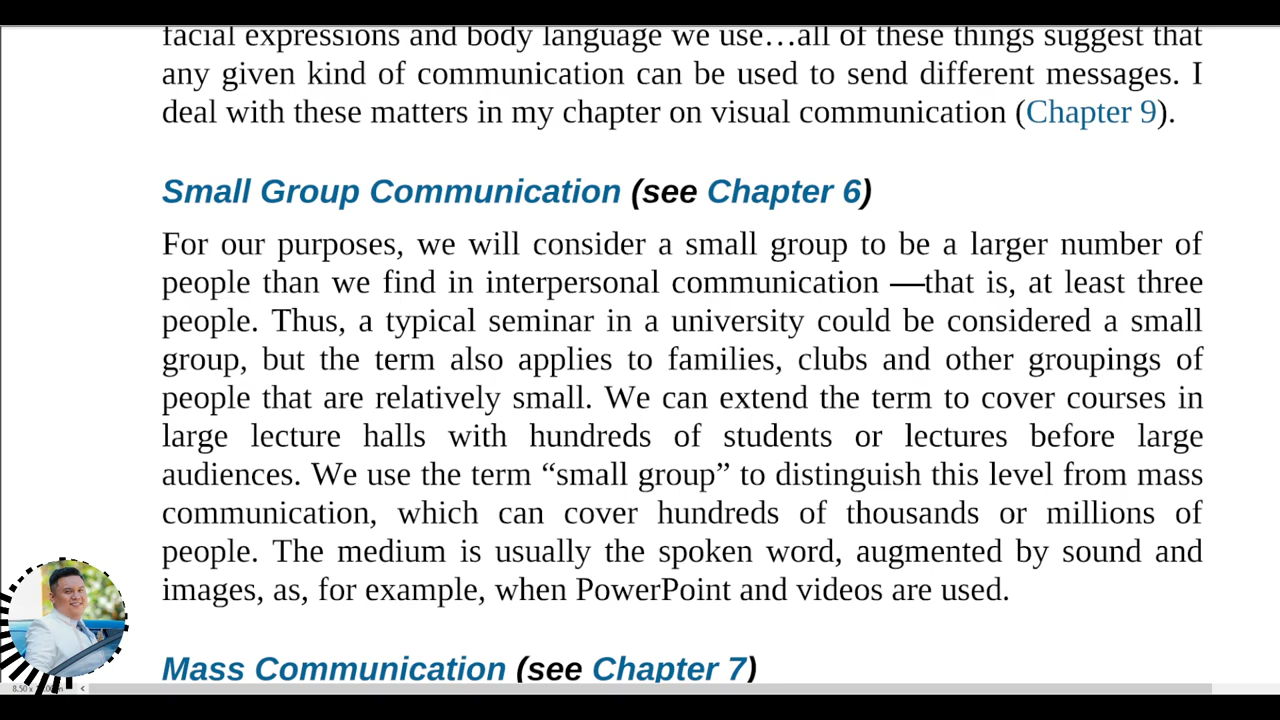 facial expressions and body language we use…all of these things suggest that
any given kind of communication can be used to send different messages. I
deal with these matters in my chapter on visual communication (Chapter 9).
Small Group Communication (see Chapter 6)
For our purposes, we will consider a small group to be a larger number of
people than we find in interpersonal communication —that is, at least three
people. Thus, a typical seminar in a university could be considered a small
group, but the term also applies to families, clubs and other groupings of
people that are relatively small. We can extend the term to cover courses in
large lecture halls with hundreds of students or lectures before large
audiences. We use the term “small group” to distinguish this level from mass
communication, which can cover hundreds of thousands or millions of
people. The medium is usually the spoken word, augmented by sound and
images, as, for example, when PowerPoint and videos are used.
Mass Communication (see Chapter 7)